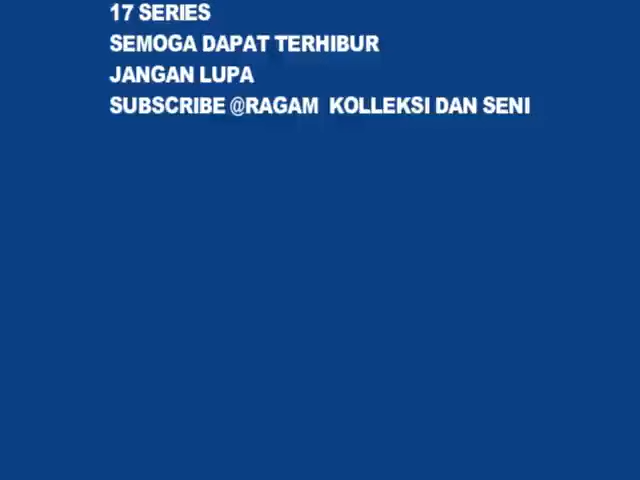 17 SERIES
SEMOGA DAPAT TERHIBUR
JANGAN LUPA
SUBSCRIBE @RAGAM  KOLLEKSI DAN SENI